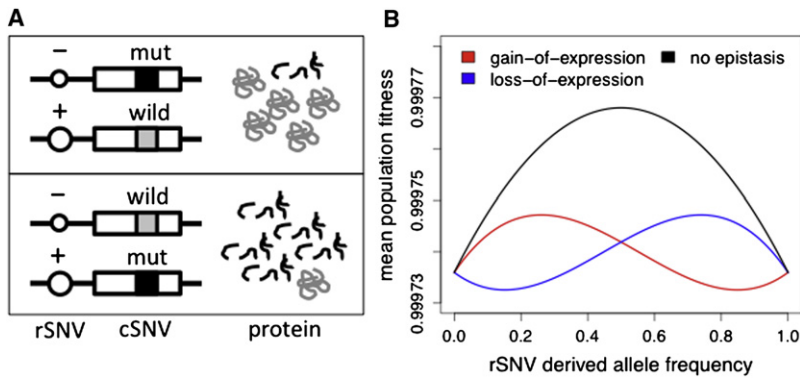 A
−
mut
+
wild
−
wild
+
mut
rSNV cSNV protein
B
gain-of-expression no epistasis
loss-of-expression
mean population fitness
0.99977
0.99975
0.99973
0.0 0.2 0.4 0.6 0.8 1.0
rSNV derived allele frequency